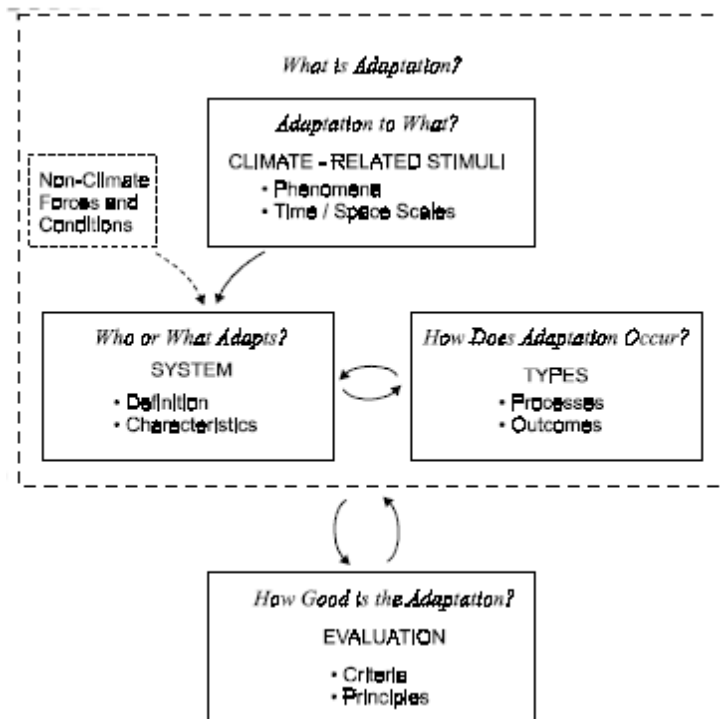 What is Adaptation?
Adaptation to What?
CLIMATE - RELATED STIMULI
• Phenomena
• Time / Space Scales
Non-Climate
Forces and
Conditions
Who or What Adapts?
SYSTEM
• Definition
• Characteristics
How Does Adaptation Occur?
TYPES
• Processes
• Outcomes
How Good is the Adaptation?
EVALUATION
• Criteria
• Principles